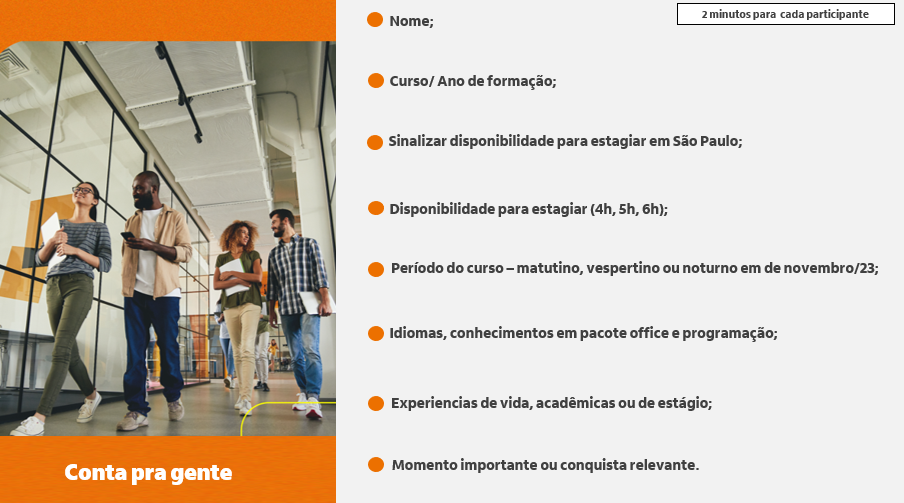 2 minutos para cada participante
Nome;
Curso/ Ano de formação;
Sinalizar disponibilidade para estagiar em São Paulo;
Disponibilidade para estagiar (4h, 5h, 6h);
Período do curso – matutino, vespertino ou noturno em de novembro/23;
Idiomas, conhecimentos em pacote office e programação;
Experiencias de vida, acadêmicas ou de estágio;
Momento importante ou conquista relevante.
Conta pra gente